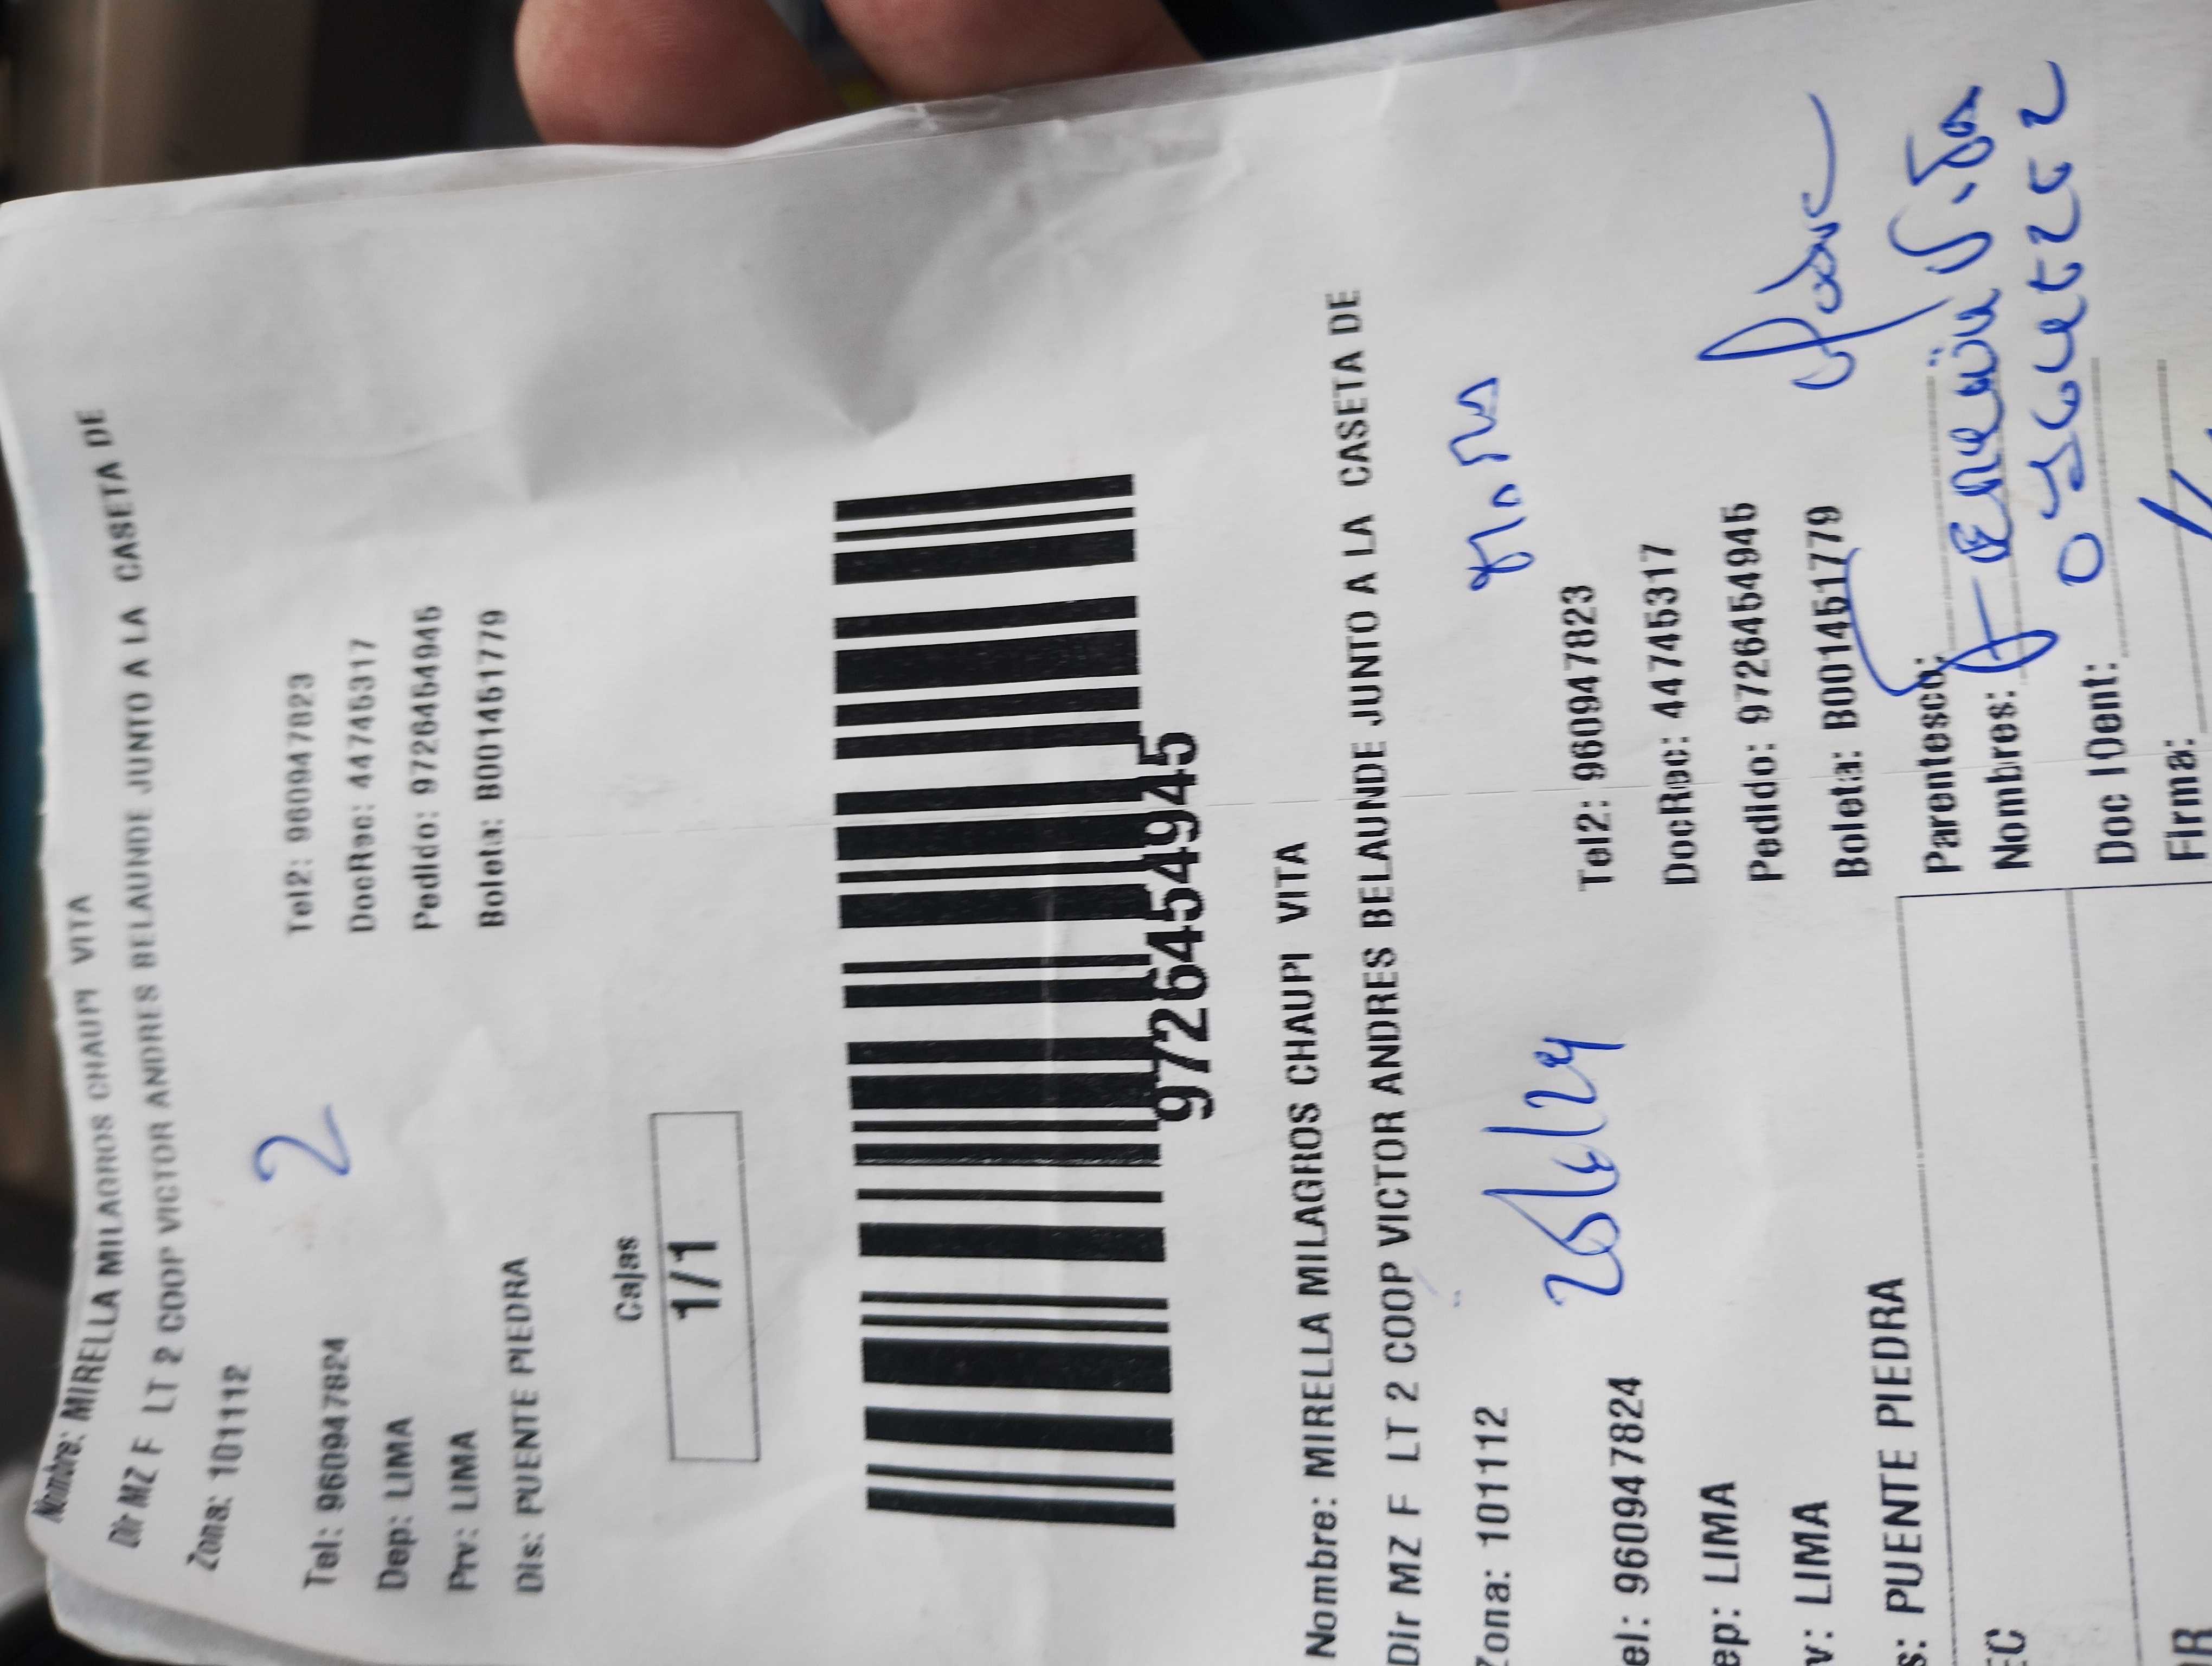 Nombre: MIRELLA MILAGROS CHAUPI VITA
Dir MZ F LT 2 COOP VICTOR ANDRES BELAUNDE JUNTO A LA CASETA DE
Zona: 101112
2
Tel: 960947824 Tel2: 960947823
Dep: LIMA DocRec: 44745317
Prv: LIMA Pedido: 972645494​5
Dis: PUENTE PIEDRA Boleta: B001451779
Cajas
1/1
9726454945
Nombre: MIRELLA MILAGROS CHAUPI VITA
Dir MZ F LT 2 COOP VICTOR ANDRES BELAUNDE JUNTO A LA CASETA DE
Zona: 101112
el: 960947824 Tel2: 960947823
ep: LIMA DocRec: 44745317
v: LIMA Pedido: 9726454945
s: PUENTE PIEDRA Boleta: B001451779
Parentesco:
EC Nombres:
Doc IDent:
R Firma: